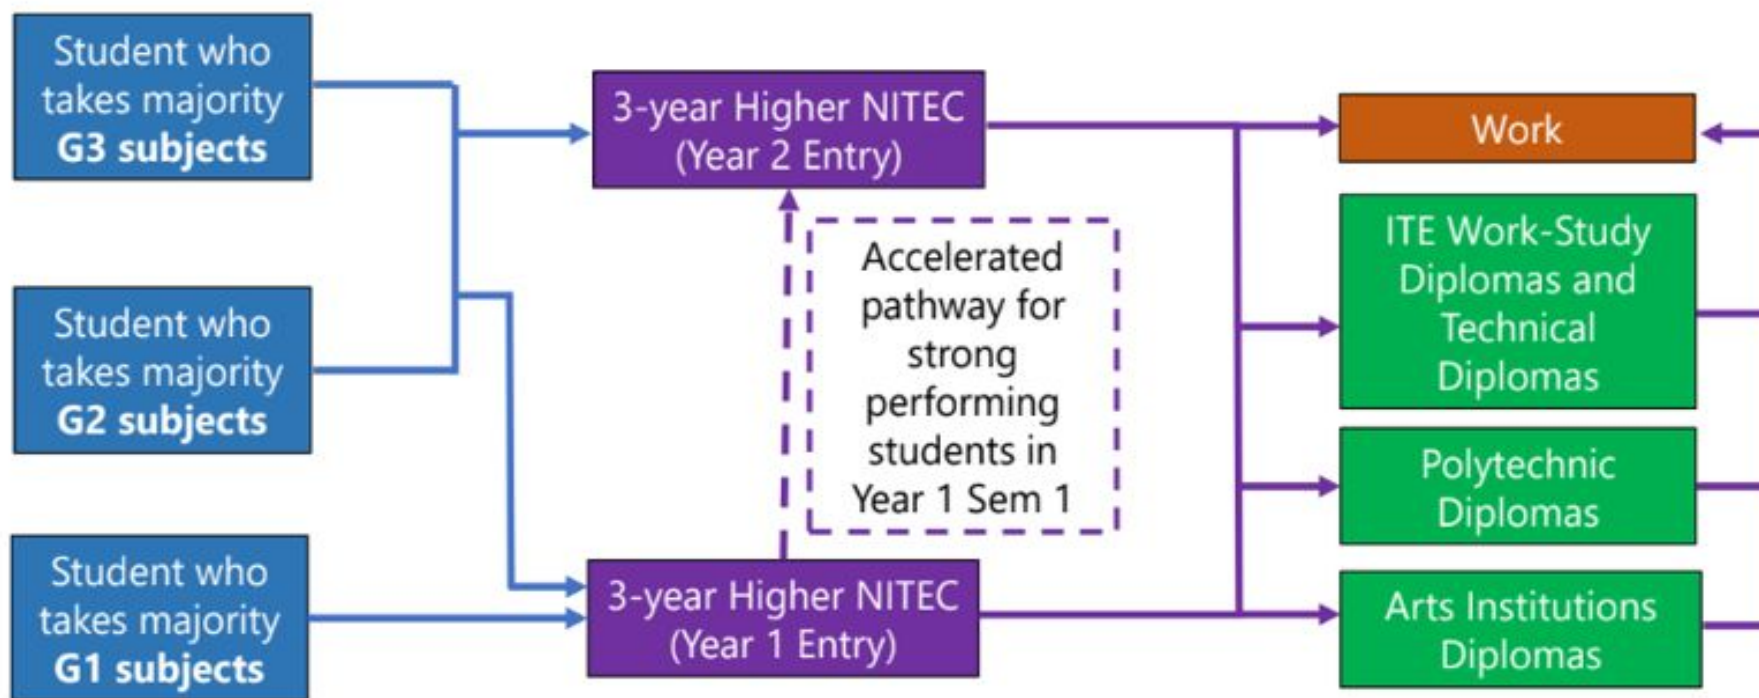 Student who
takes majority
G3 subjects
3-year Higher NITEC
(Year 2 Entry)
Work
Student who
takes majority
G2 subjects
Accelerated
pathway for
strong
performing
students in
Year 1 Sem 1
ITE Work-Study
Diplomas and
Technical
Diplomas
Polytechnic
Diplomas
Student who
takes majority
G1 subjects
3-year Higher NITEC
(Year 1 Entry)
Arts Institutions
Diplomas